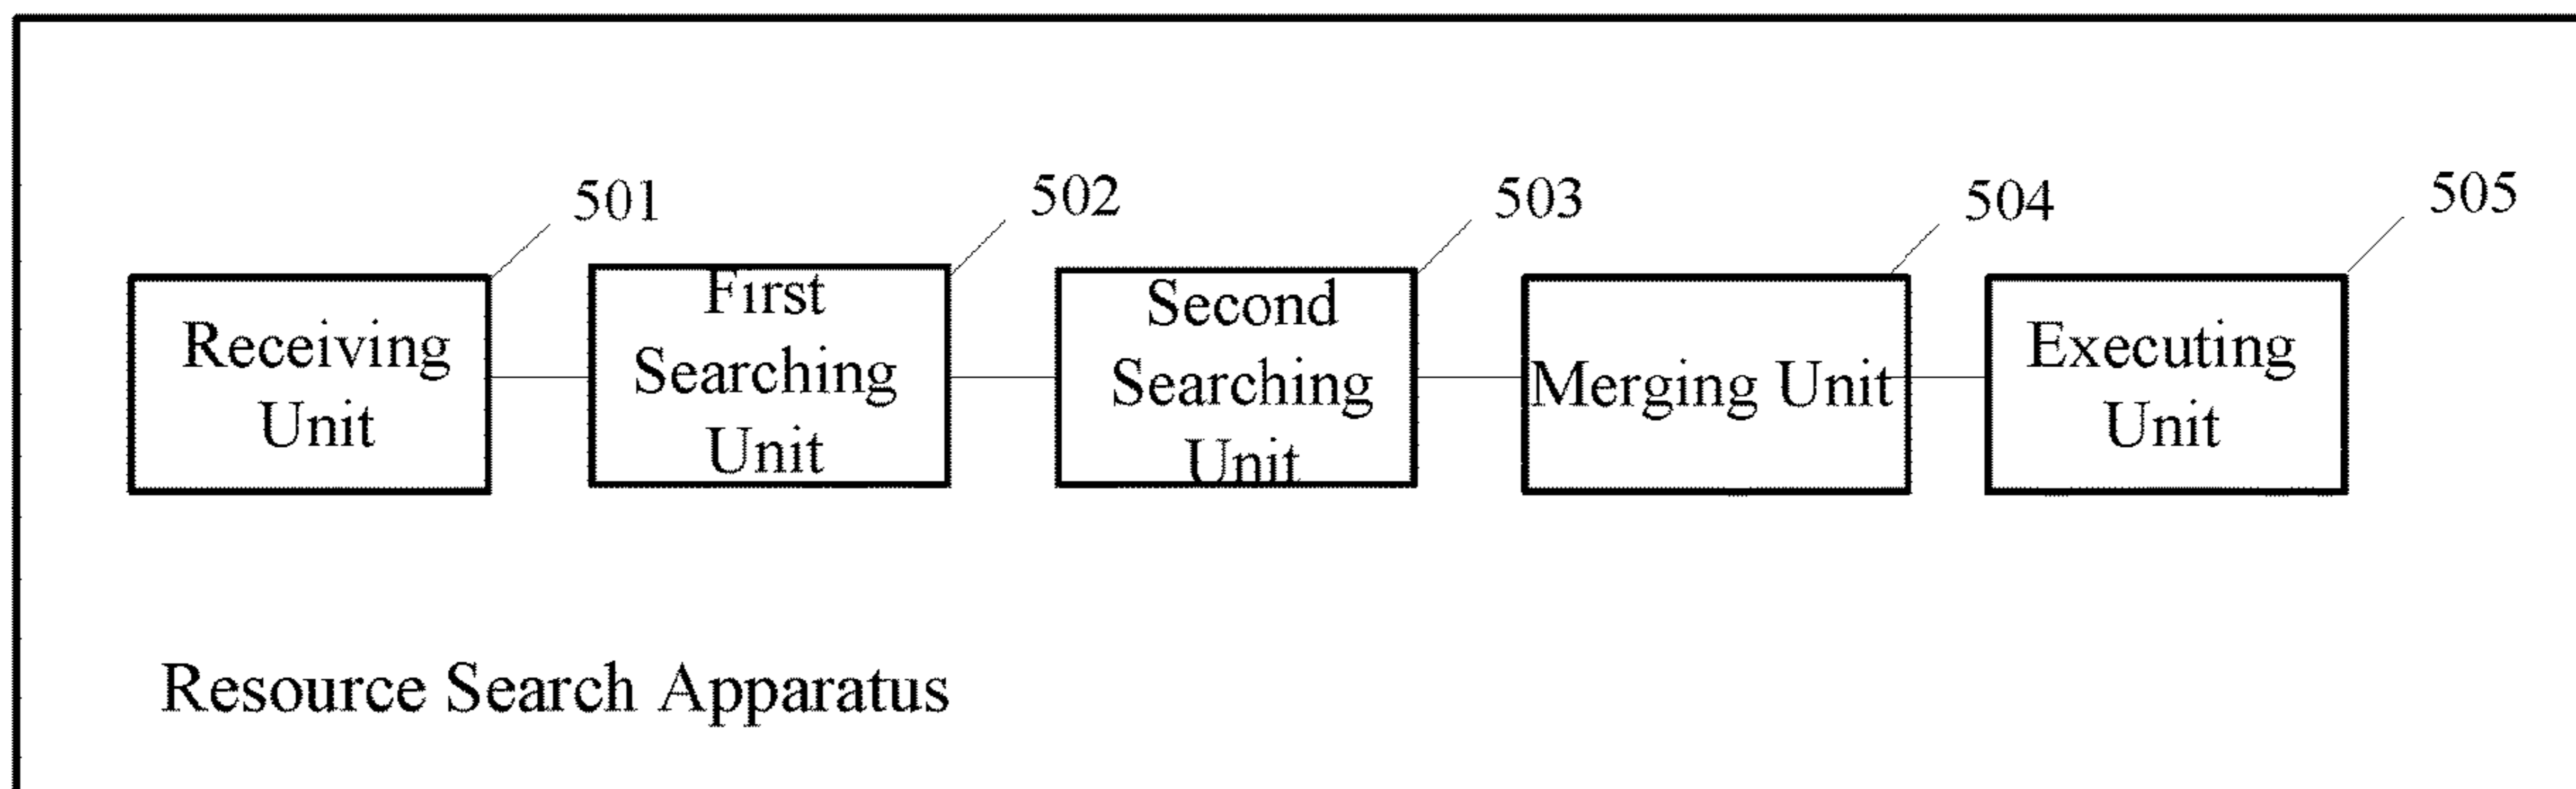 501
502
503
504
505
Receiving
Unit
First
Searching
Unit
Second
Searching
Unit
Merging Unit
Executing
Unit
Resource Search Apparatus